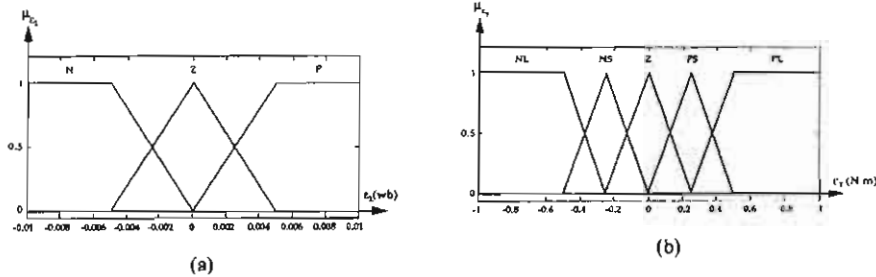 μ_{ε_s}
N Z P
1
0.5
0
-0.01 -0.008 -0.006 -0.004 -0.002 0 0.002 0.004 0.006 0.008 0.01
(wb)
(a)
NL NS Z PS PL
1
0.5
0
-1 -0.8 -0.6 -0.4 -0.2 0 0.2 0.4 0.6 0.8 1
(N m)
(b)